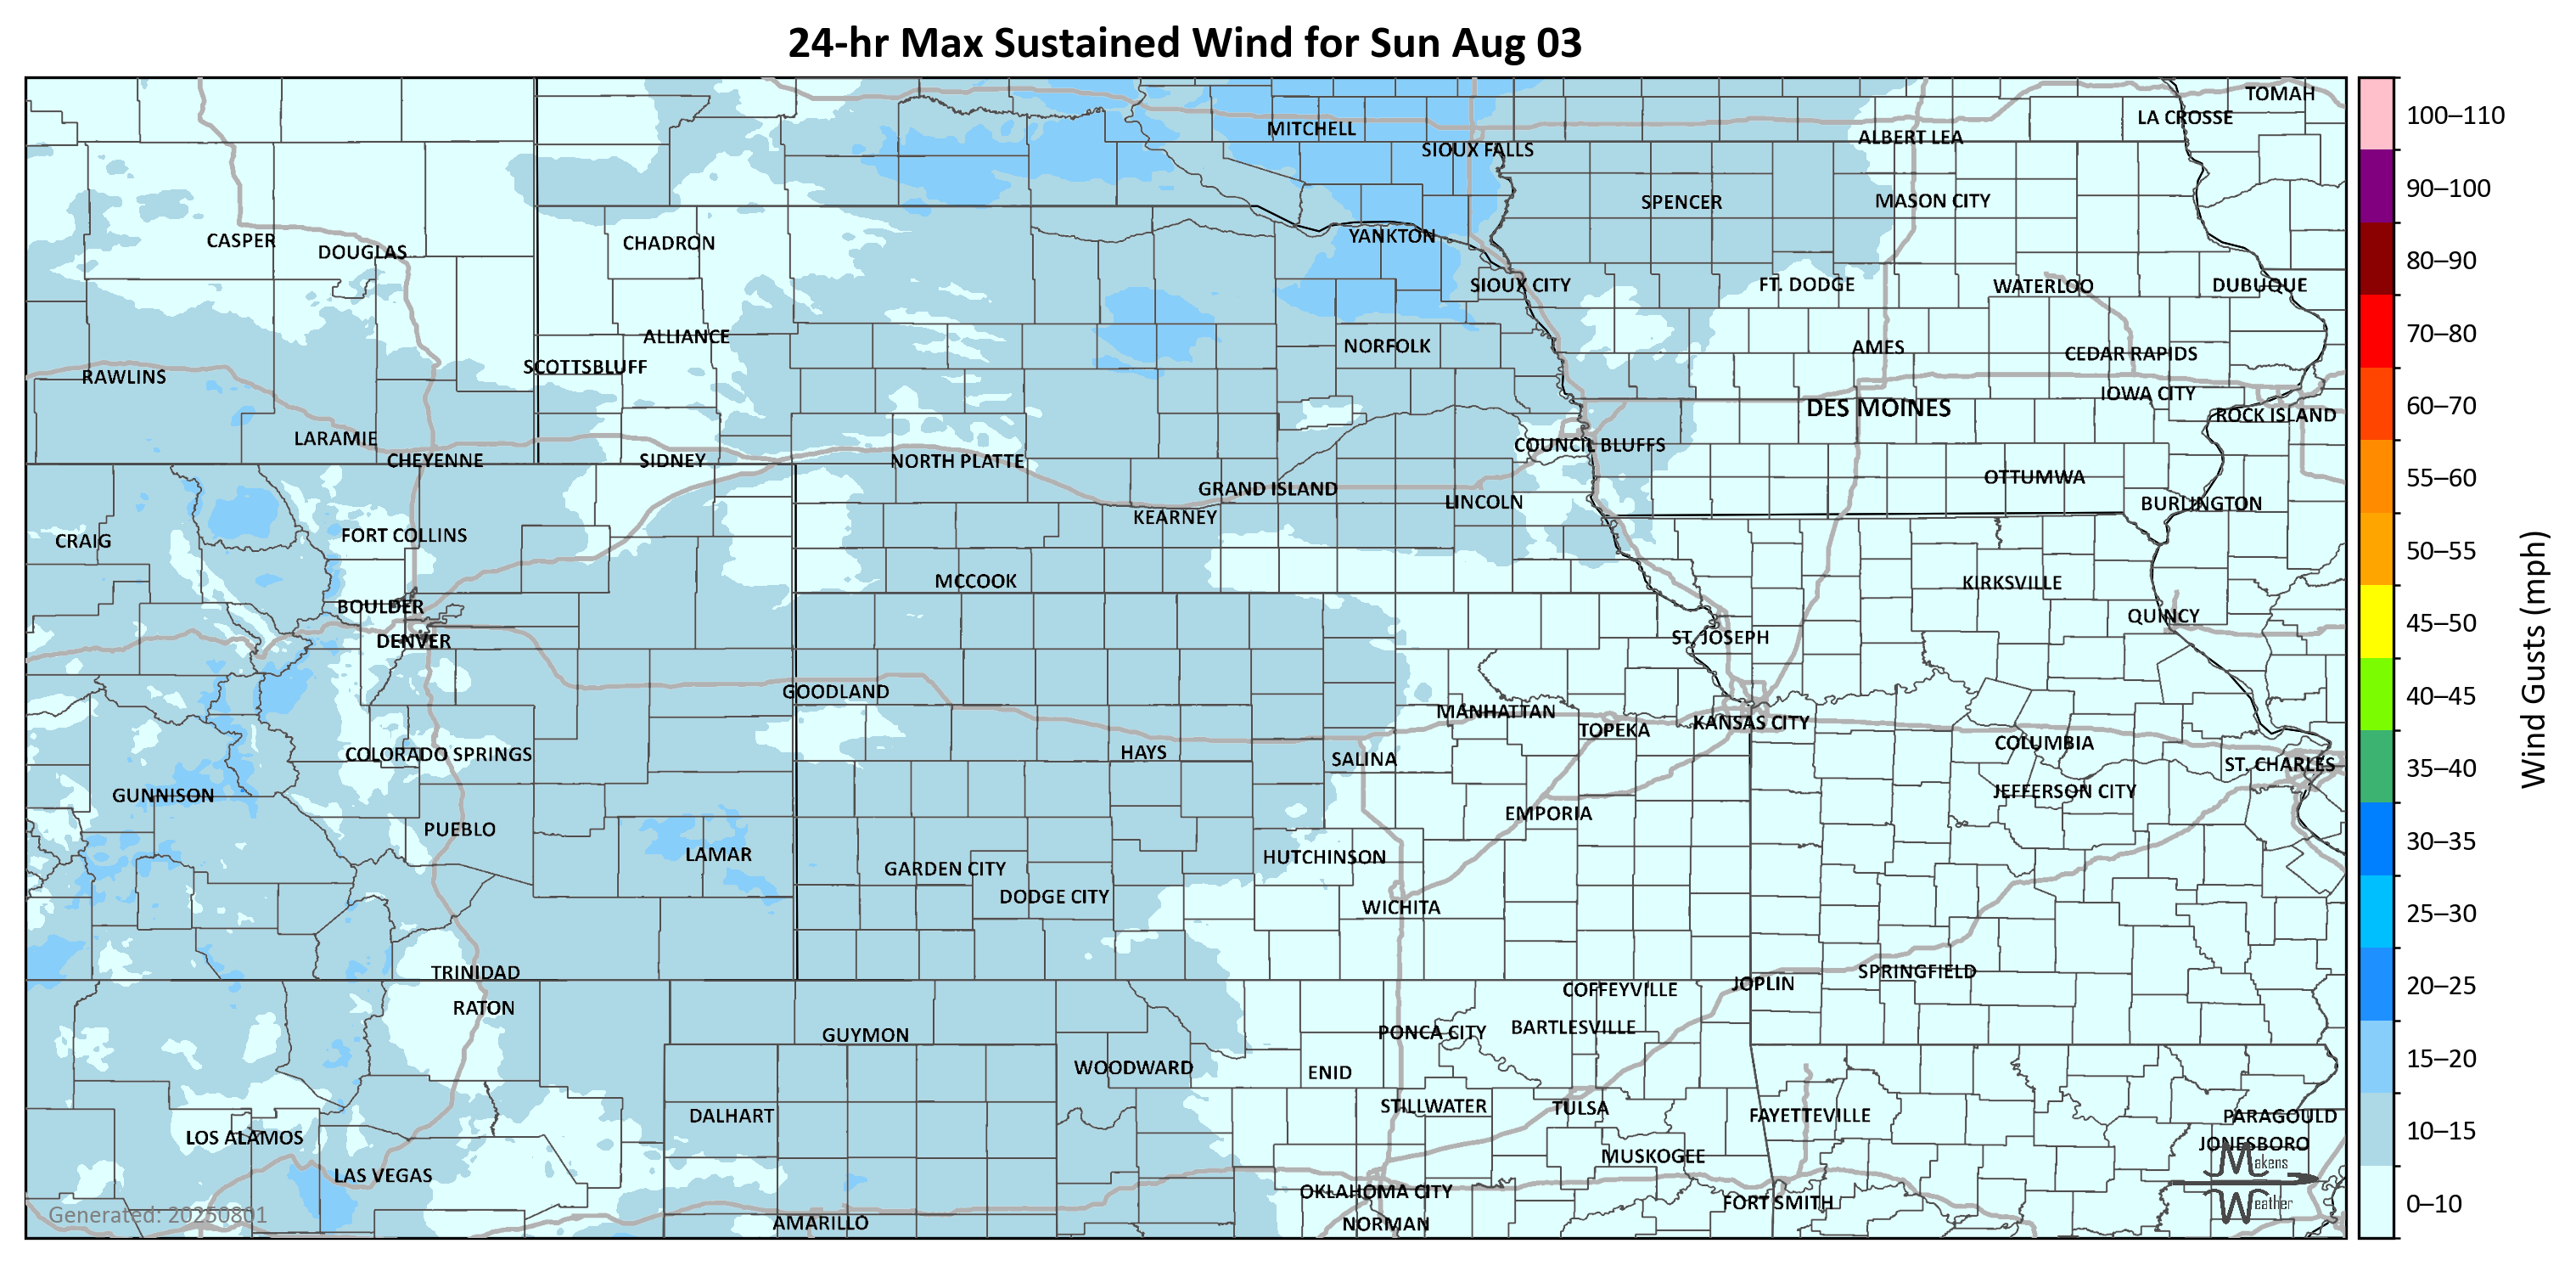 24-hr Max Sustained Wind for Sun Aug 03
TOMAH
LA CROSSE
MITCHELL
ALBERT LEA
SIOUX FALLS
SPENCER
MASON CITY
YANKTON
CASPER
CHADRON
DOUGLAS
SIOUX CITY
FT. DODGE
WATERLOO
DUBUQUE
ALLIANCE
NORFOLK
AMES
CEDAR RAPIDS
SCOTTSBLUFF
RAWLINS
IOWA CITY
DES MOINES
ROCK ISLAND
LARAMIE
COUNCIL BLUFFS
CHEYENNE
SIDNEY
NORTH PLATTE
OTTUMWA
GRAND ISLAND
LINCOLN
BURLINGTON
KEARNEY
FORT COLLINS
CRAIG
MCCOOK
KIRKSVILLE
BOULDER
QUINCY
DENVER
ST. JOSEPH
GOODLAND
MANHATTAN
KANSAS CITY
TOPEKA
COLUMBIA
COLORADO SPRINGS
HAYS
SALINA
ST. CHARLES
GUNNISON
JEFFERSON CITY
EMPORIA
PUEBLO
LAMAR
HUTCHINSON
GARDEN CITY
DODGE CITY
WICHITA
TRINIDAD
SPRINGFIELD
JOPLIN
COFFEYVILLE
RATON
GUYMON
PONCA CITY
BARTLESVILLE
WOODWARD
ENID
DALHART
STILLWATER
TULSA
FAYETTEVILLE
PARAGOULD
LOS ALAMOS
JONESBORO
MUSKOGEE
LAS VEGAS
OKLAHOMA CITY
FORT SMITH
AMARILLO
NORMAN
Makens
Weather
Generated: 20250801
100–110
90–100
80–90
70–80
60–70
55–60
50–55
45–50
40–45
35–40
30–35
25–30
20–25
15–20
10–15
0–10
Wind Gusts (mph)